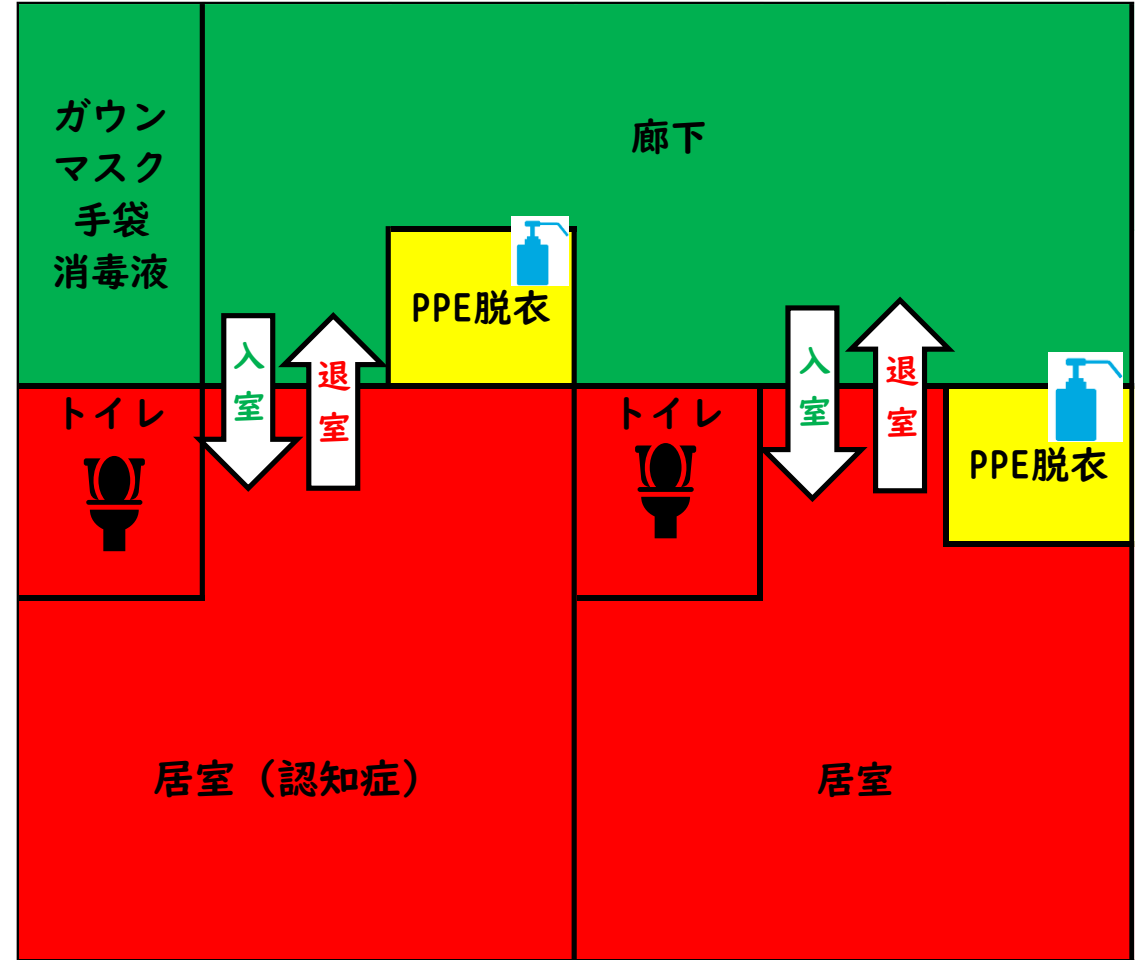 ガウン
マスク
手袋
消毒液
廊下
PPE脱衣
入室
退室
入室
退室
トイレ
トイレ
PPE脱衣
居室（認知症）
居室